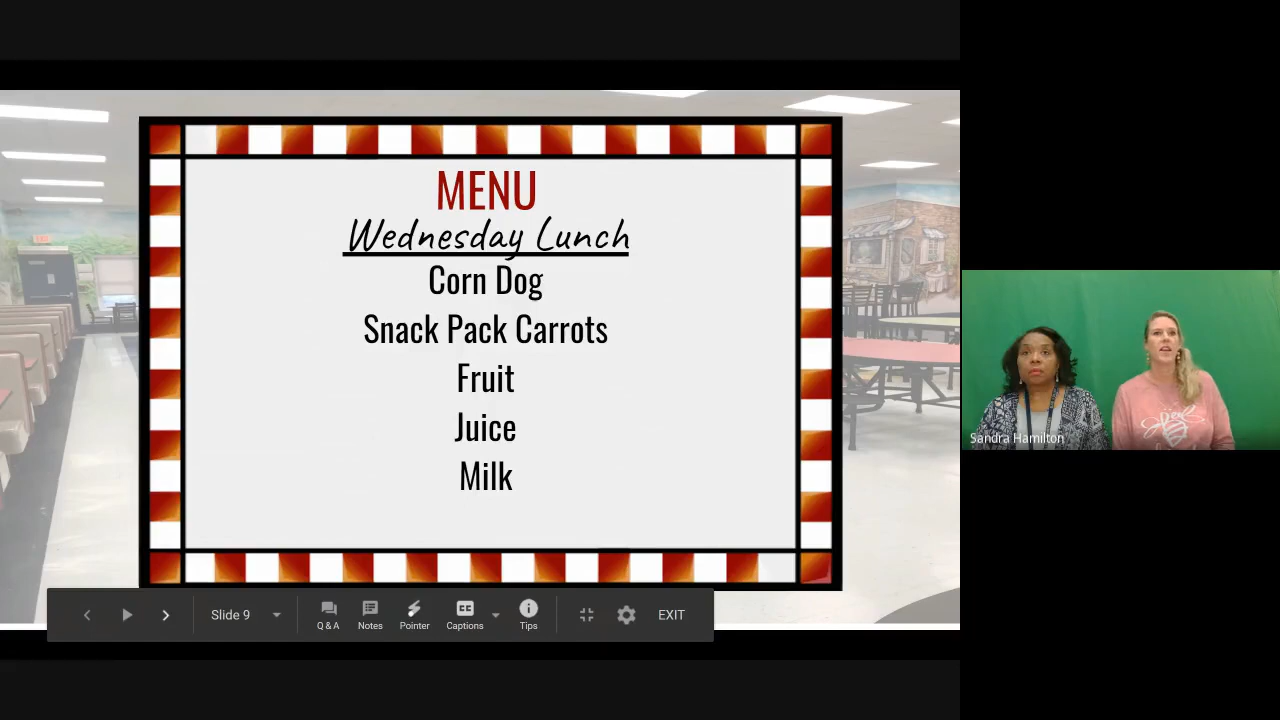 MENU
Wednesday Lunch
Corn Dog
Snack Pack Carrots
Fruit
Juice
Milk
Slide 9
Q & A
Notes
Pointer
Captions
Tips
EXIT
Sandra Hamilton